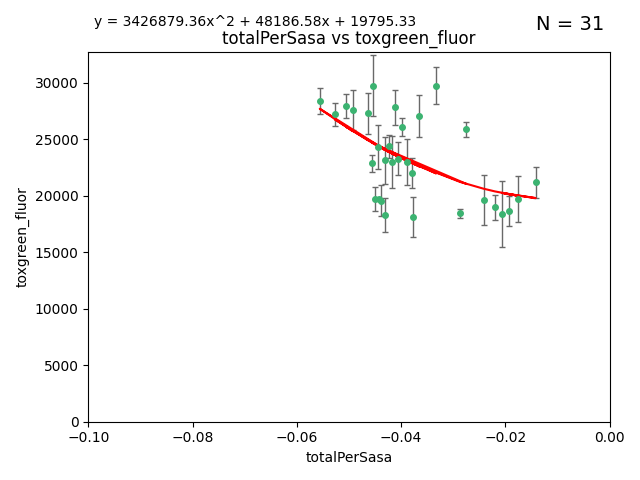 y = 3426879.36x^2 + 48186.58x + 19795.33
N = 31
totalPerSasa vs toxgreen_fluor
30000
25000
20000
15000
10000
5000
0
toxgreen_fluor
−0.10
−0.08
−0.06
−0.04
−0.02
0.00
totalPerSasa